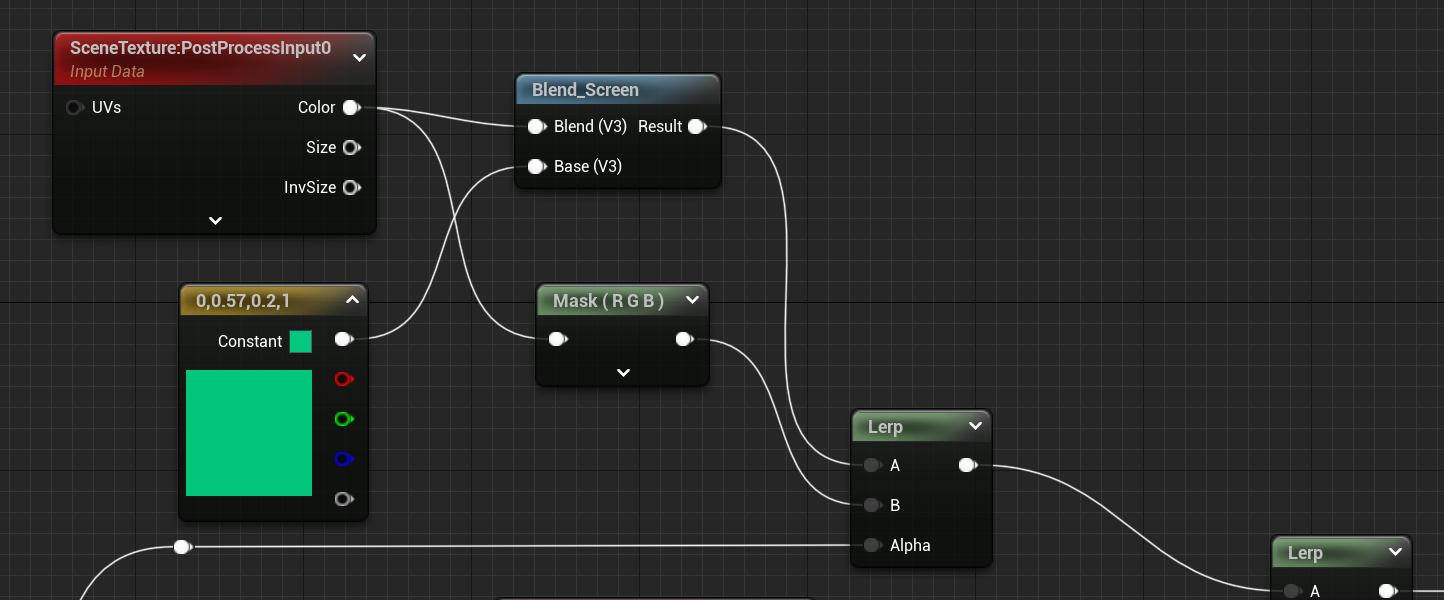 SceneTexture:PostProcessInput0
Input Data
UVs
Color
Size
InvSize
Blend_Screen
Blend (V3)
Result
Base (V3)
0,0.57,0.2,1
Constant
Mask ( R G B )
Lerp
A
B
Alpha
Lerp
A